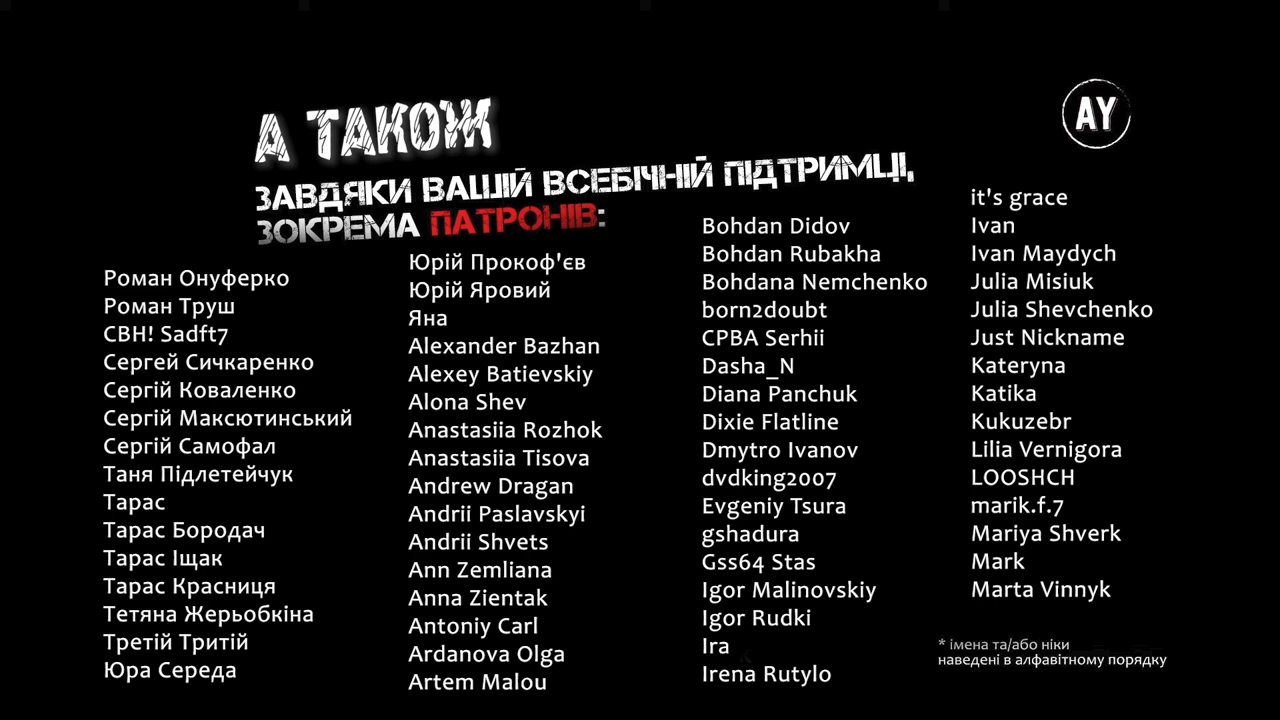 А ТАКОЖ
ЗАВДЯКИ ВАШІЙ ВСЕБІЧНІЙ ПІДТРИМЦІ,
ЗОКРЕМА ПАТРОНІВ:
AY
Роман Онуферко
Роман Труш
СВН! Sadft7
Сергей Сичкаренко
Сергій Коваленко
Сергій Максютинський
Сергій Самофал
Таня Підлетейчук
Тарас
Тарас Бородач
Тарас Іщак
Тарас Красниця
Тетяна Жерьобкіна
Третій Тритій
Юра Середа
Юрій Прокоф'єв
Юрій Яровий
Яна
Alexander Bazhan
Alexey Batievskiy
Alona Shev
Anastasiia Rozhok
Anastasiia Tisova
Andrew Dragan
Andrii Paslavskyi
Andrii Shvets
Ann Zemliana
Anna Zientak
Antoniy Carl
Ardanova Olga
Artem Malou
Bohdan Didov
Bohdan Rubakha
Bohdana Nemchenko
born2doubt
CPBA Serhii
Dasha_N
Diana Panchuk
Dixie Flatline
Dmytro Ivanov
dvdking2007
Evgeniy Tsura
gshadura
Gss64 Stas
Igor Malinovskiy
Igor Rudki
Ira
Irena Rutylo
it's grace
Ivan
Ivan Maydych
Julia Misiuk
Julia Shevchenko
Just Nickname
Kateryna
Katika
Kukuzebr
Lilia Vernigora
LOOSHCH
marik.f.7
Mariya Shverk
Mark
Marta Vinnyk
* імена та/або ніки
наведені в алфавітному порядку